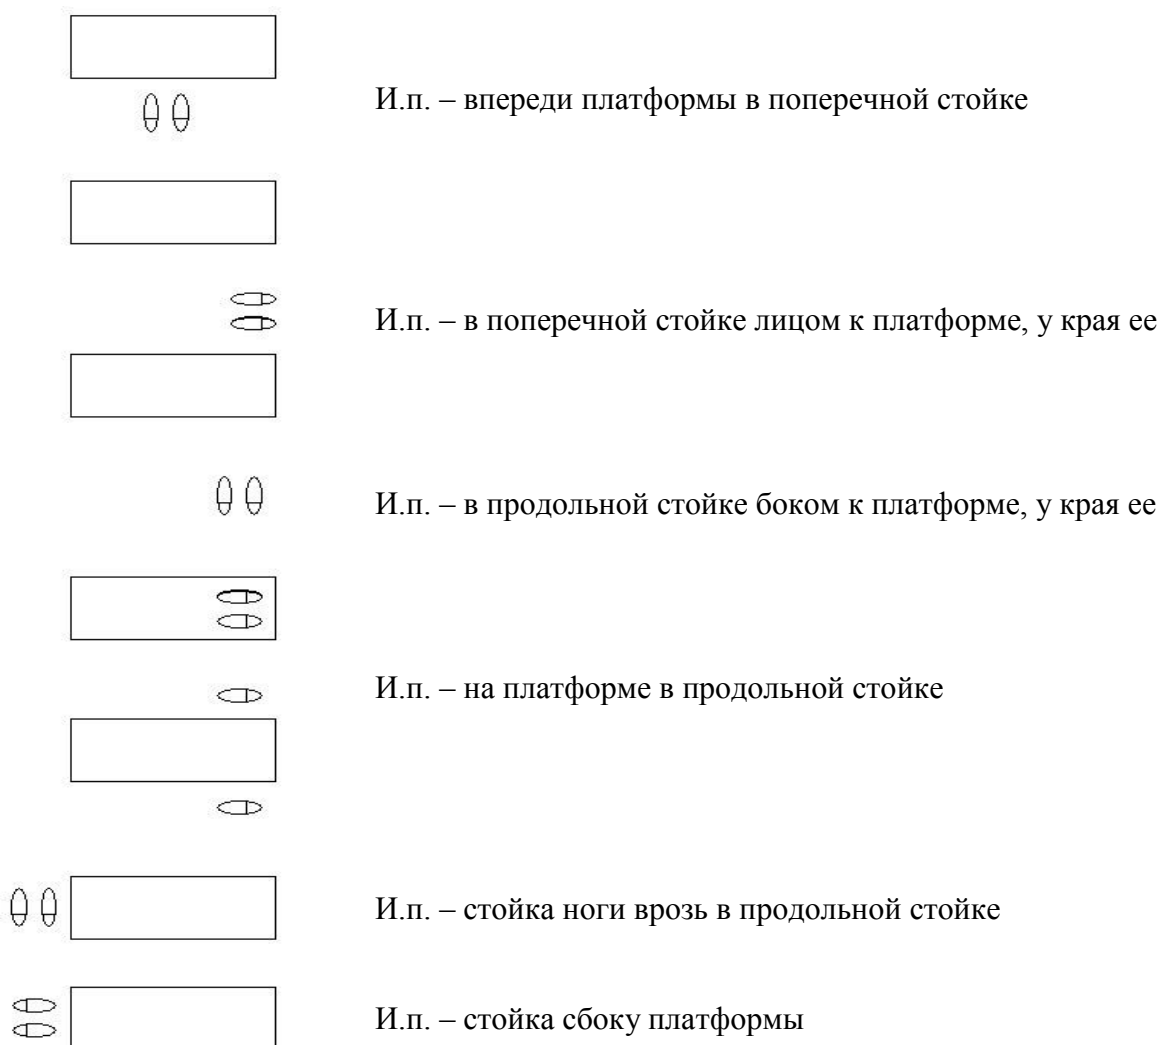 И.п. – впереди платформы в поперечной стойке
И.п. – в поперечной стойке лицом к платформе, у края ее
И.п. – в продольной стойке боком к платформе, у края ее
И.п. – на платформе в продольной стойке
И.п. – стойка ноги врозь в продольной стойке
И.п. – стойка сбоку платформы